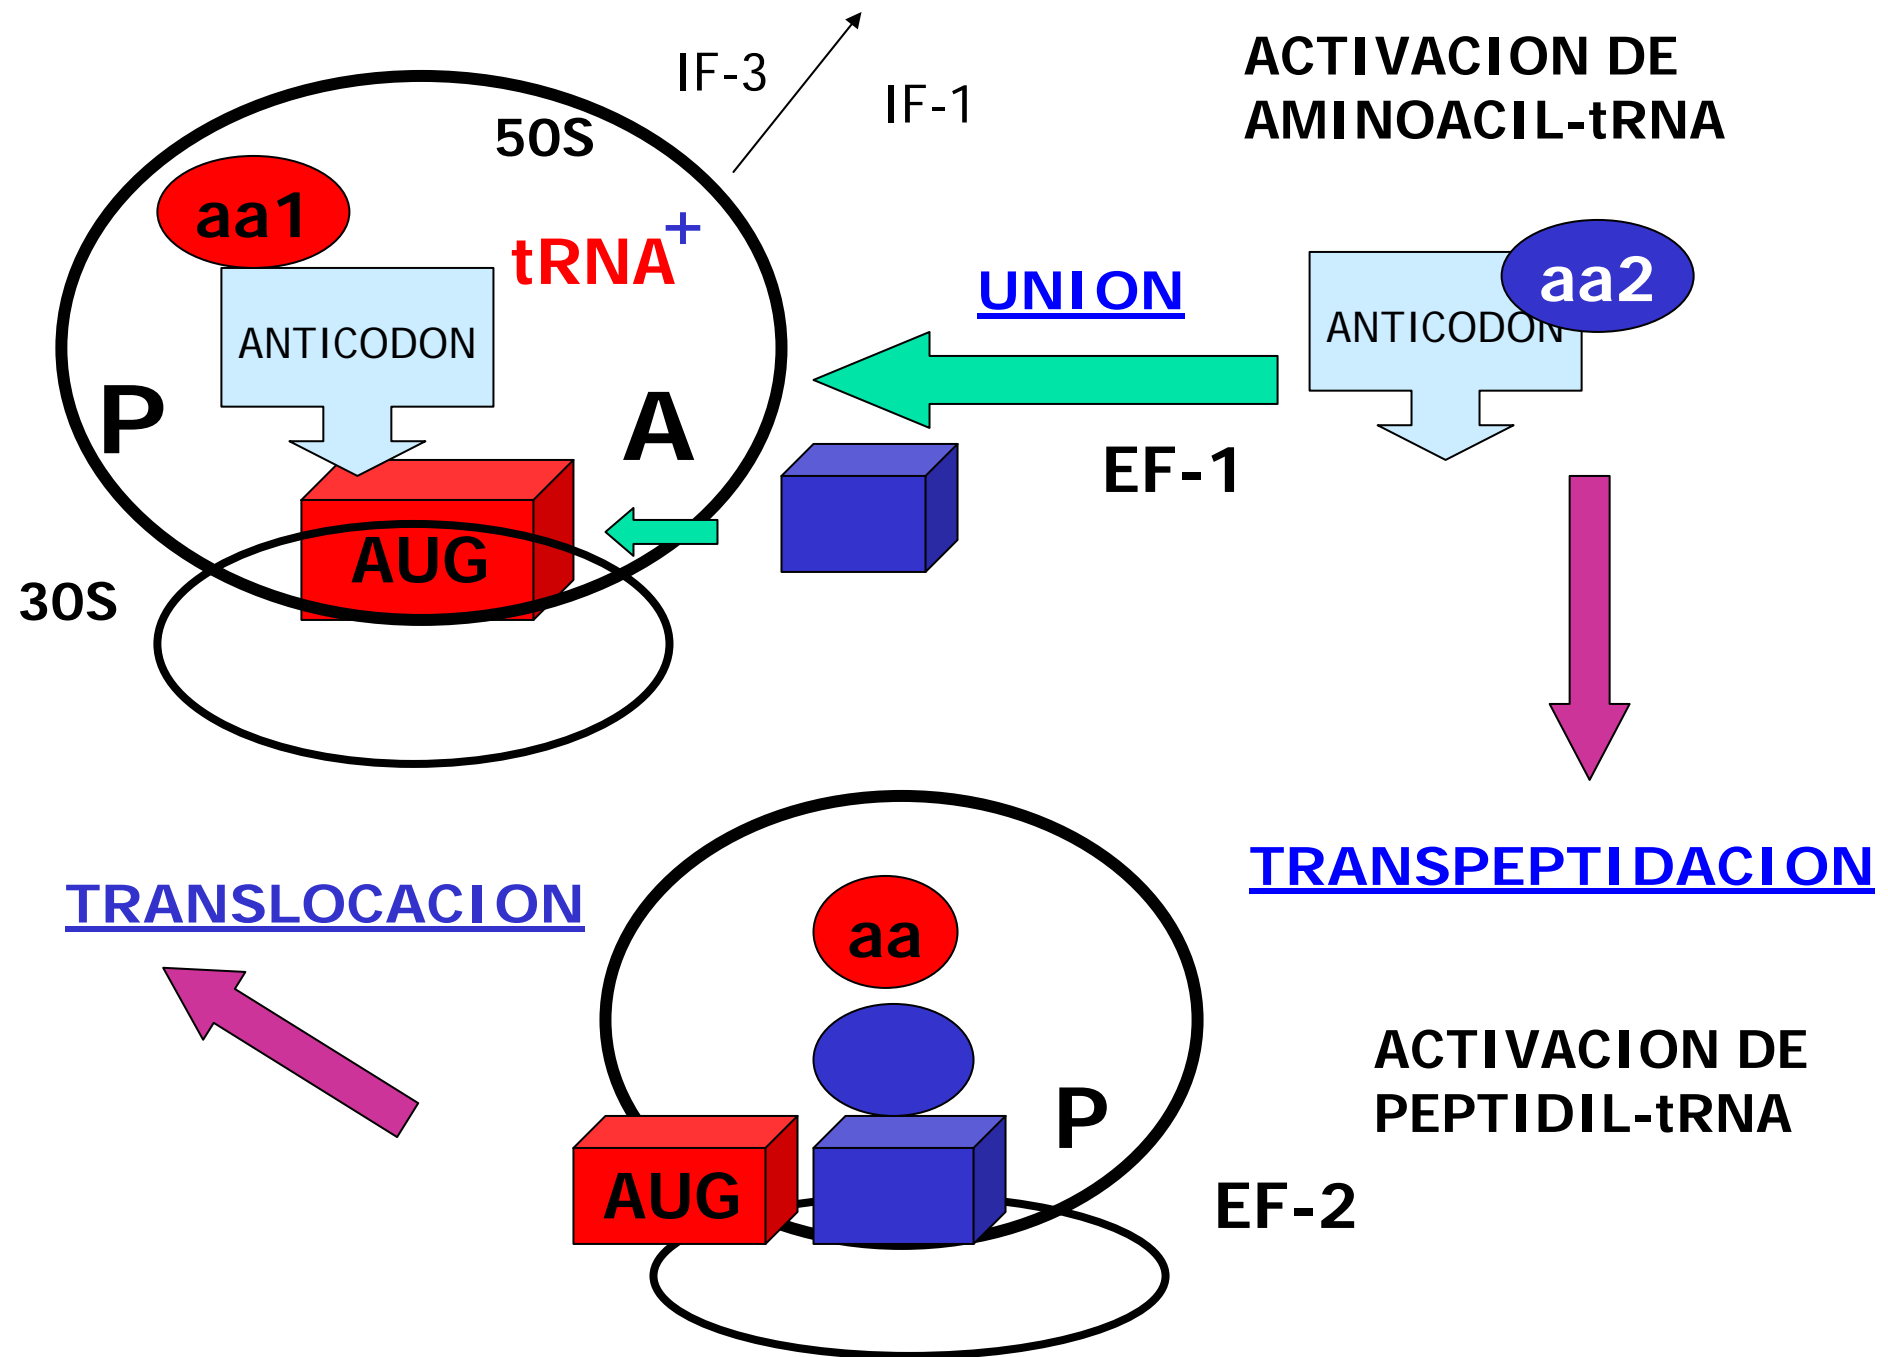 IF-3
IF-1
ACTIVACION DE
AMINOACIL-tRNA
50S
aa1
tRNA+
UNION
aa2
ANTICODON
ANTICODON
P
A
EF-1
AUG
30S
TRANSPEPTIDACION
TRANSLOCACION
aa
ACTIVACION DE
PEPTIDIL-tRNA
P
AUG
EF-2